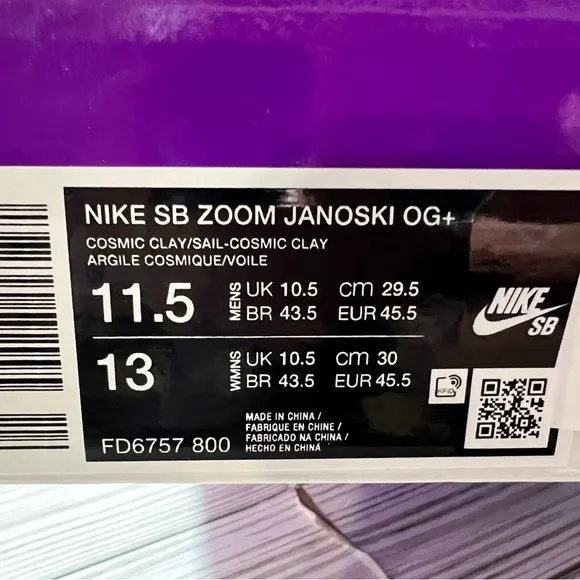 NIKE SB ZOOM JANOSKI OG+
COSMIC CLAY/SAIL-COSMIC CLAY
ARGILE COSMIQUE/VOILE
11.5 MENS UK 10.5 cm 29.5
BR 43.5 EUR 45.5
NIKE
SB
13 WMNS UK 10.5 cm 30
BR 43.5 EUR 45.5
RFID
MADE IN CHINA /
FABRIQUE EN CHINE /
FABRICADO NA CHINA /
HECHO EN CHINA
FD6757 800